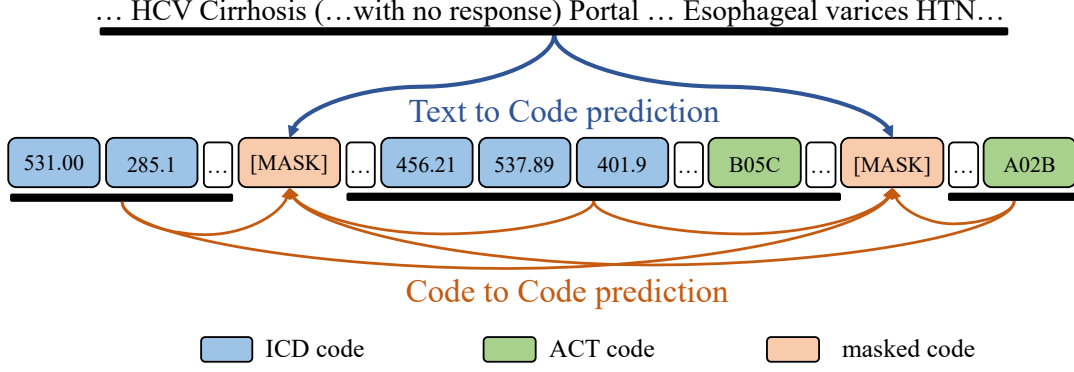 … HCV Cirrhosis (…with no response) Portal … Esophageal varices HTN…
Text to Code prediction
531.00 285.1 … [MASK] … 456.21 537.89 401.9 … B05C … [MASK] … A02B
Code to Code prediction
ICD code ACT code masked code